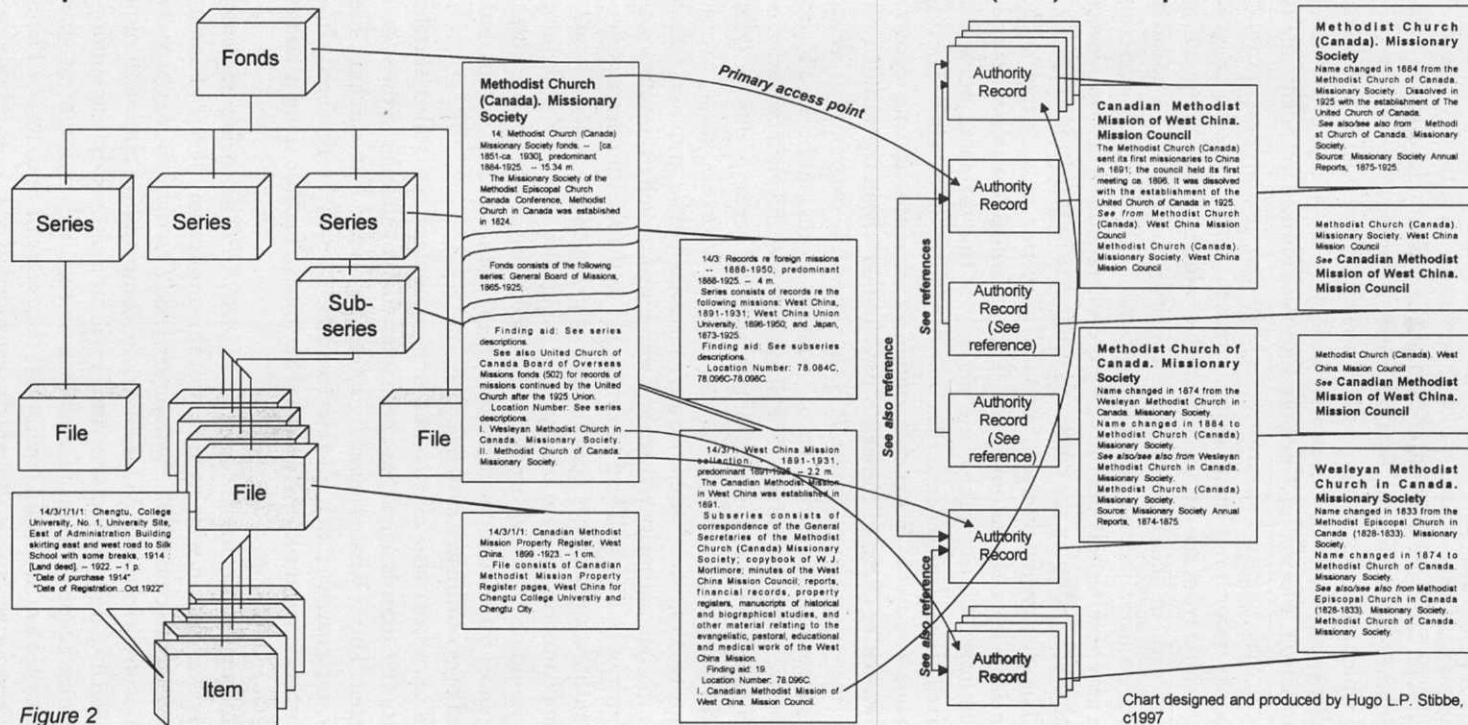 Fonds
Series
Series
Series
Sub-
series
File
File
File
Item
14/3/1/1/1: Chengtu, College
University, No. 1, University Site,
East of Administration Building
skirting east and west road to Silk
School with some breaks, 1914 :
[Land deed]. -- 1922. -- 1 p.
"Date of purchase 1914"
"Date of Registration...Oct.1922"
Figure 2
Methodist Church
(Canada). Missionary
Society
14: Methodist Church (Canada)
Missionary Society fonds. -- [ca.
1851-ca. 1930], predominant
1884-1925. -- 15.34 m.
The Missionary Society of the
Methodist Episcopal Church
Canada Conference, Methodist
Church in Canada was established
in 1824.
Fonds consists of the following
series: General Board of Missions,
1865-1925;
Finding aid: See series
descriptions.
See also United Church of
Canada Board of Overseas
Missions fonds (502) for records of
missions continued by the United
Church after the 1925 Union.
Location Number: See series
descriptions.
I. Wesleyan Methodist Church in
Canada. Missionary Society.
II. Methodist Church of Canada.
Missionary Society.
14/3/1/1: Canadian Methodist
Mission Property Register, West
China. 1899 -1923. -- 1 cm.
File consists of Canadian
Methodist Mission Property
Register pages, West China for
Chengtu College Universtiy and
Chengtu City.
14/3: Records re foreign missions
-- 1888-1950, predominant
1888-1925. -- 4 m.
Series consists of records re the
following missions: West China,
1891-1931; West China Union
University, 1896-1950; and Japan,
1873-1925.
Finding aid: See subseries
descriptions.
Location Number: 78.084C,
78.096C-78.098C.
14/3/1: West China Mission
collection 1891-1931,
predominant 1891-1925. -- 2.2 m.
The Canadian Methodist Mission
in West China was established in
1891.
Subseries consists of
correspondence of the General
Secretaries of the Methodist
Church (Canada) Missionary
Society; copybook of W.J.
Mortimore; minutes of the West
China Mission Council; reports,
financial records, property
registers, manuscripts of historical
and biographical studies, and
other material relating to the
evangelistic, pastoral, educational
and medical work of the West
China Mission.
Finding aid: 19.
Location Number: 78.096C
I. Canadian Methodist Mission of
West China. Mission Council.
Primary access point
See references
See also reference
See also reference
Authority
Record
Authority
Record
Authority
Record
(See
reference)
Authority
Record
(See
reference)
Authority
Record
Authority
Record
Canadian Methodist
Mission of West China.
Mission Council
The Methodist Church (Canada)
sent its first missionaries to China
in 1891; the council held its first
meeting ca. 1896. It was dissolved
with the establishment of the
United Church of Canada in 1925.
See from Methodist Church
(Canada). West China Mission
Council
Methodist Church (Canada).
Missionary Society. West China
Mission Council
Methodist Church of
Canada. Missionary
Society
Name changed in 1874 from the
Wesleyan Methodist Church in
Canada. Missionary Society.
Name changed in 1884 to
Methodist Church (Canada)
Missionary Society.
See also/see also from Wesleyan
Methodist Church in Canada.
Missionary Society.
Methodist Church (Canada)
Missionary Society.
Source: Missionary Society Annual
Reports, 1874-1875
Methodist Church
(Canada). Missionary
Society
Name changed in 1884 from the
Methodist Church of Canada.
Missionary Society. Dissolved in
1925 with the establishment of The
United Church of Canada.
See also/see also from Methodi
st Church of Canada. Missionary
Society.
Source: Missionary Society Annual
Reports, 1875-1925.
Methodist Church (Canada).
Missionary Society. West China
Mission Council
See Canadian Methodist
Mission of West China.
Mission Council
Methodist Church (Canada). West
China Mission Council
See Canadian Methodist
Mission of West China.
Mission Council
Wesleyan Methodist
Church in Canada.
Missionary Society
Name changed in 1833 from the
Methodist Episcopal Church in
Canada (1828-1833). Missionary
Society.
Name changed in 1874 to
Methodist Church of Canada.
Missionary Society.
See also/see also from Methodist
Episcopal Church in Canada
(1828-1833). Missionary Society.
Methodist Church of Canada.
Missionary Society.
Chart designed and produced by Hugo L.P. Stibbe,
c1997